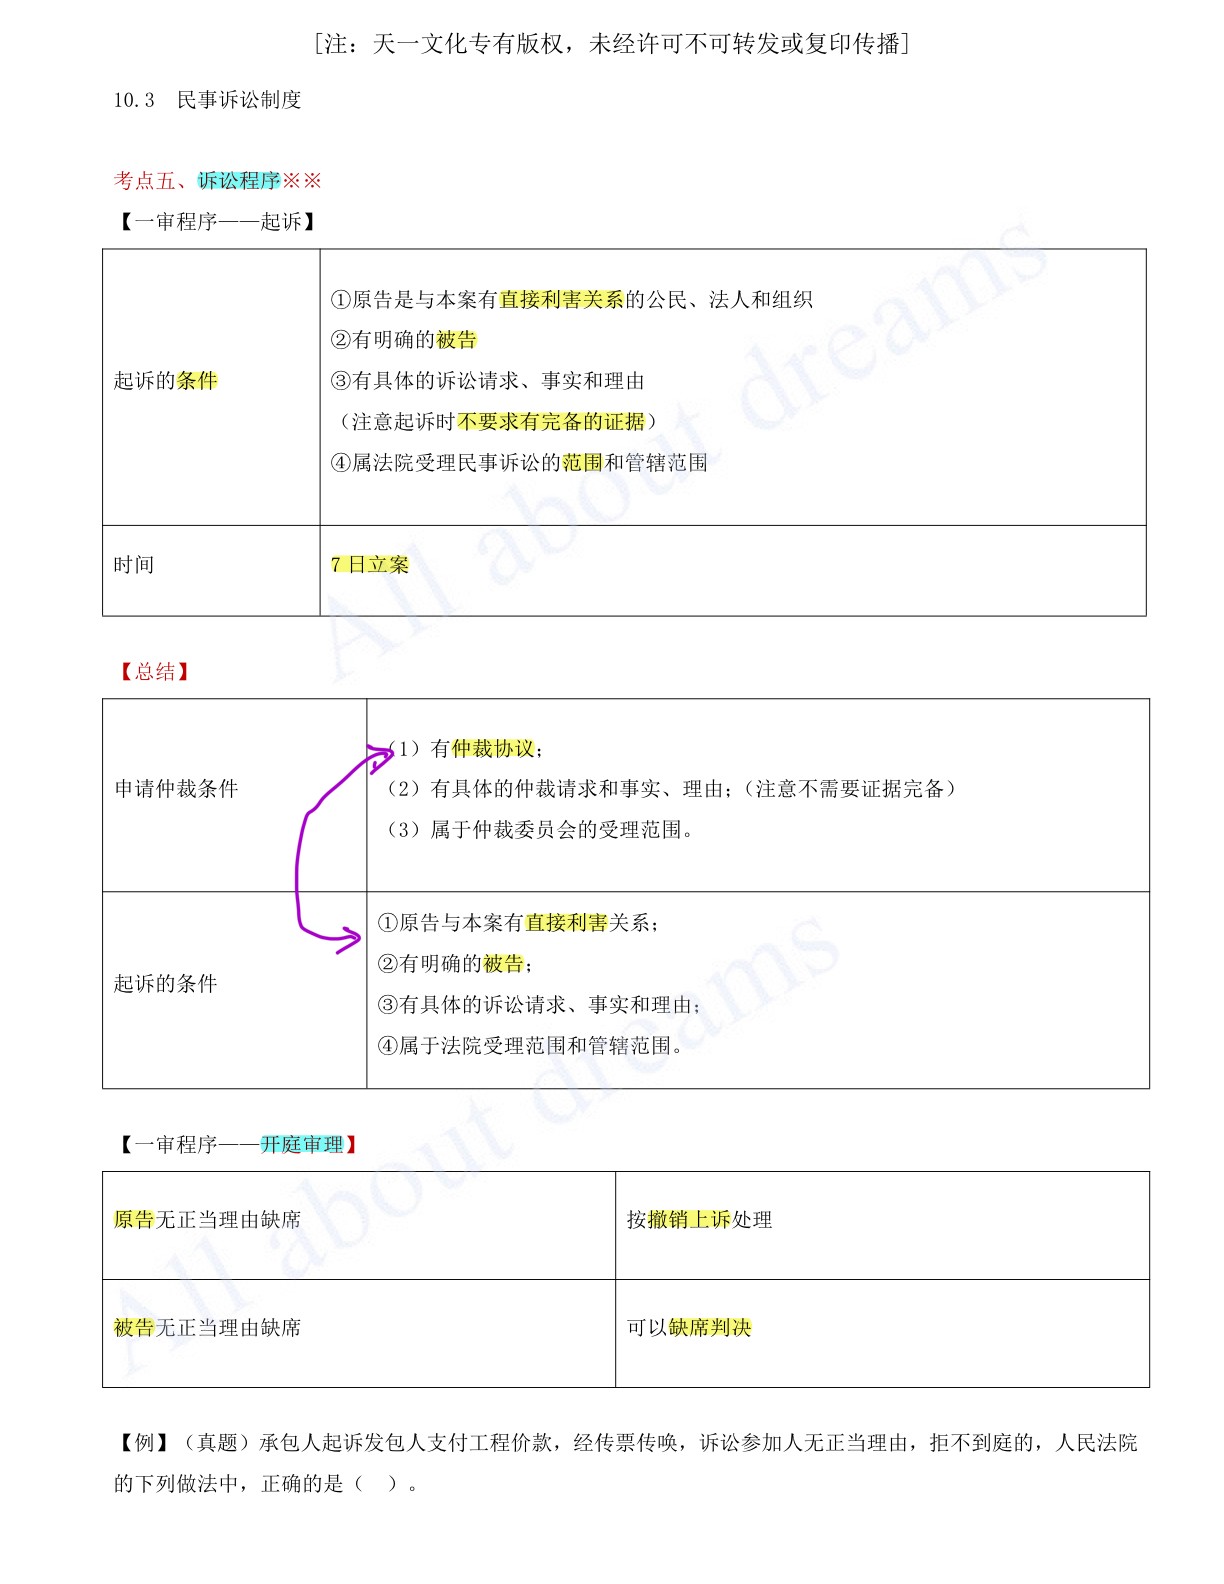 [注：天一文化专有版权，未经许可不可转发或复印传播]
10.3 民事诉讼制度
考点五、诉讼程序※※
【一审程序——起诉】
起诉的条件
①原告是与本案有直接利害关系的公民、法人和组织
②有明确的被告
③有具体的诉讼请求、事实和理由
（注意起诉时不要求有完备的证据）
④属法院受理民事诉讼的范围和管辖范围
时间
7 日立案
【总结】
申请仲裁条件
（1）有仲裁协议；
（2）有具体的仲裁请求和事实、理由；（注意不需要证据完备）
（3）属于仲裁委员会的受理范围。
起诉的条件
①原告与本案有直接利害关系；
②有明确的被告；
③有具体的诉讼请求、事实和理由；
④属于法院受理范围和管辖范围。
【一审程序——开庭审理】
原告无正当理由缺席
按撤销上诉处理
被告无正当理由缺席
可以缺席判决
【例】（真题）承包人起诉发包人支付工程价款，经传票传唤，诉讼参加人无正当理由，拒不到庭的，人民法院
的下列做法中，正确的是（ ）。
All about dreams
All about dreams